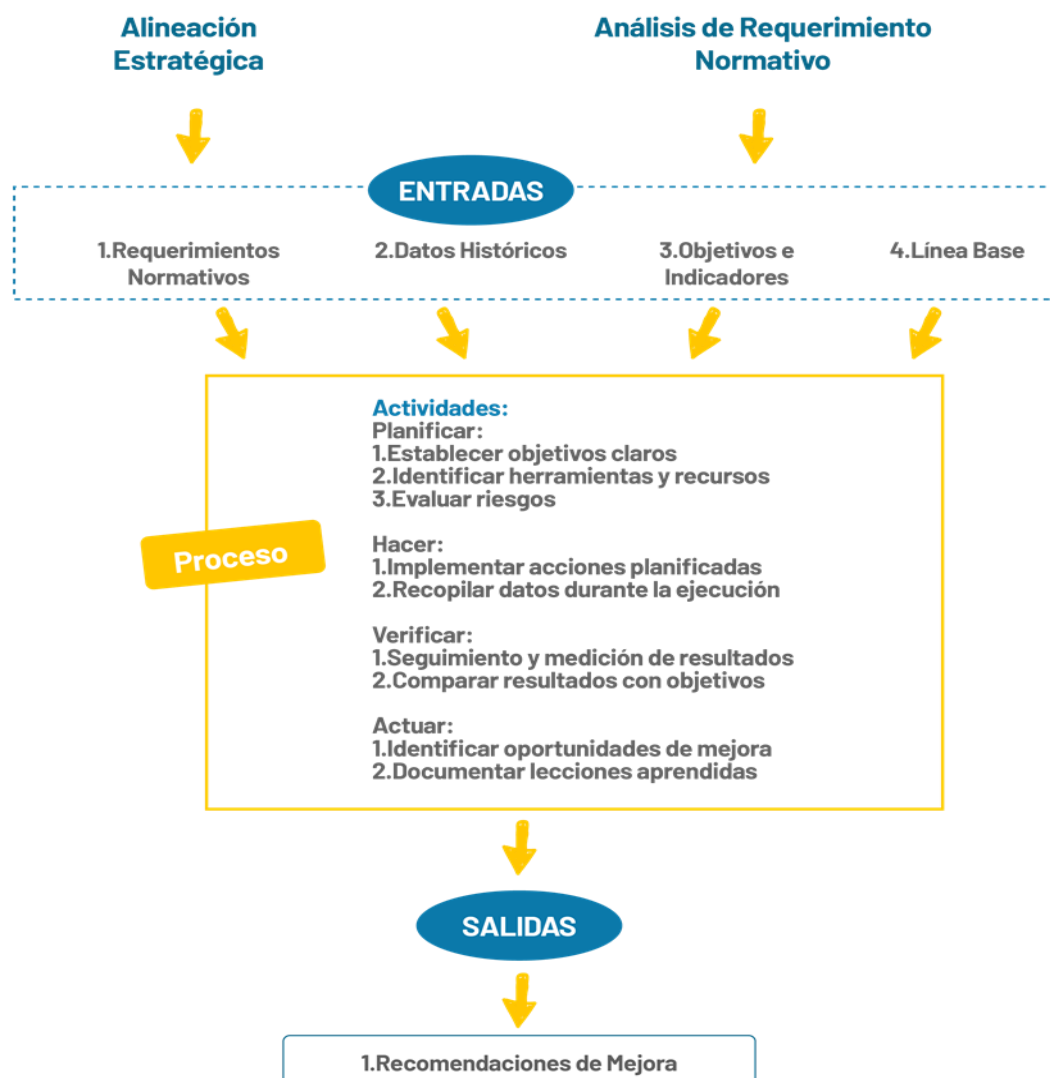 Alineación
Estratégica
Análisis de Requerimiento
Normativo
ENTRADAS
1.Requerimientos
Normativos
2.Datos Históricos
3.Objetivos e
Indicadores
4.Línea Base
Proceso
Actividades:
Planificar:
1.Establecer objetivos claros
2.Identificar herramientas y recursos
3.Evaluar riesgos
Hacer:
1.Implementar acciones planificadas
2.Recopilar datos durante la ejecución
Verificar:
1.Seguimiento y medición de resultados
2.Comparar resultados con objetivos
Actuar:
1.Identificar oportunidades de mejora
2.Documentar lecciones aprendidas
SALIDAS
1.Recomendaciones de Mejora